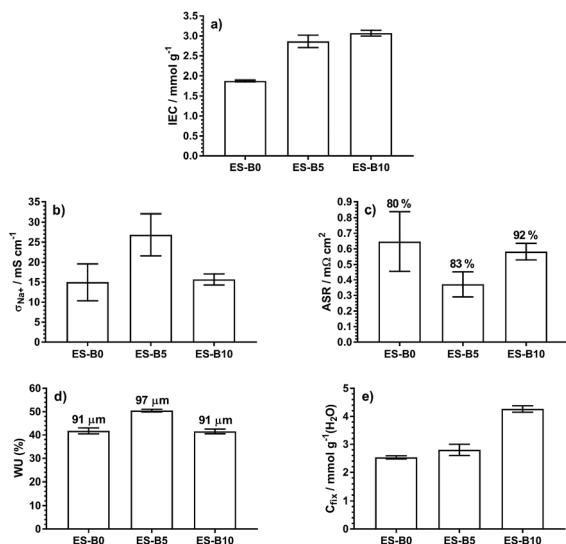 a)
IEC / mmol g⁻¹
3.5
3.0
2.5
2.0
1.5
1.0
0.5
0.0
ES-B0 ES-B5 ES-B10
b)
σNa+ / mS cm⁻¹
35
30
25
20
15
10
5
0
ES-B0 ES-B5 ES-B10
c)
ASR / mΩ cm²
0.9
0.8
0.7
0.6
0.5
0.4
0.3
0.2
0.1
0.0
80 %
83 %
92 %
ES-B0 ES-B5 ES-B10
d)
WU (%)
60
50
40
30
20
10
0
91 μm
97 μm
91 μm
ES-B0 ES-B5 ES-B10
e)
Cfix / mmol g⁻¹(H₂O)
5
4
3
2
1
0
ES-B0 ES-B5 ES-B10